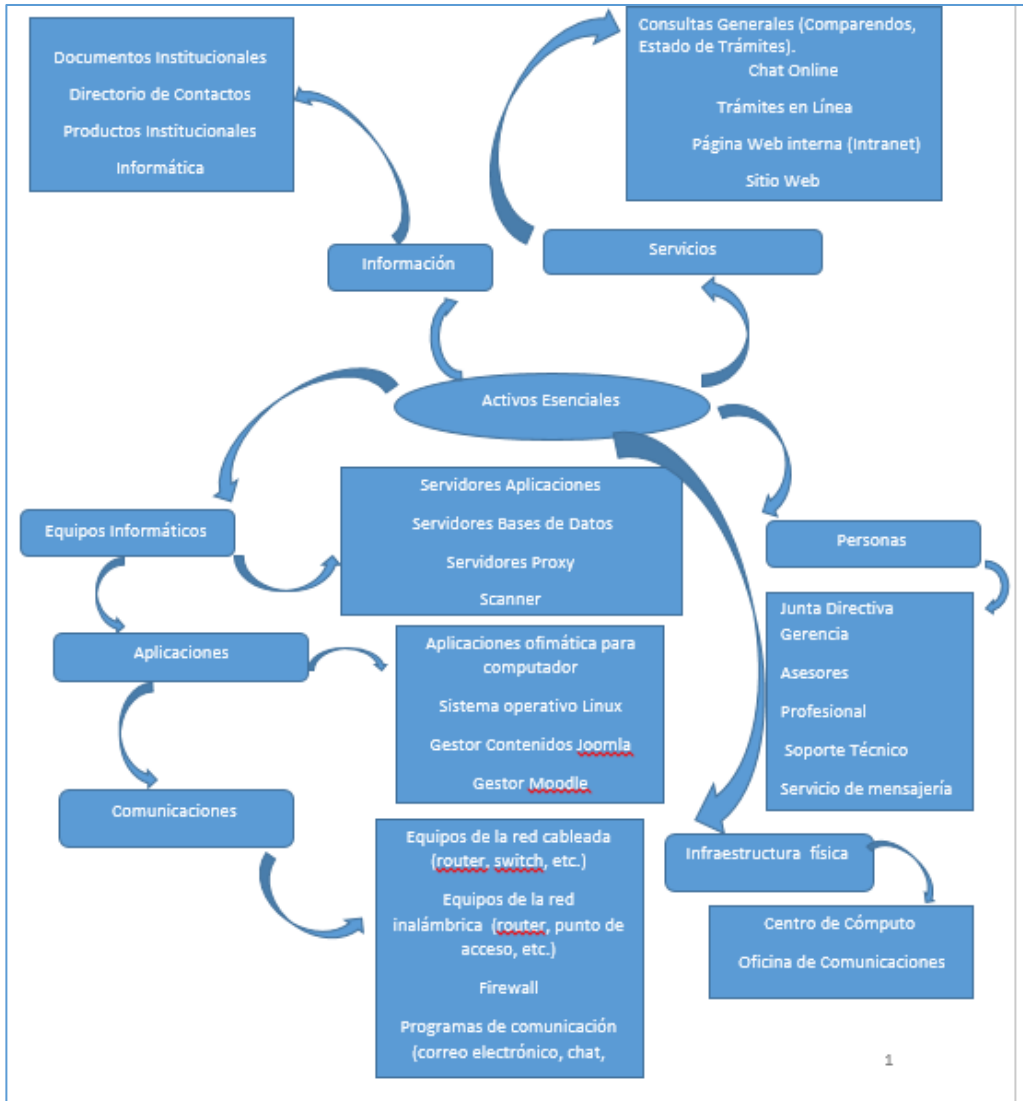 Documentos Institucionales
Directorio de Contactos
Productos Institucionales
Informática
Consultas Generales (Comparendos,
Estado de Trámites).
Chat Online
Trámites en Línea
Página Web interna (Intranet)
Sitio Web
Información
Servicios
Activos Esenciales
Equipos Informáticos
Servidores Aplicaciones
Servidores Bases de Datos
Servidores Proxy
Scanner
Personas
Junta Directiva
Gerencia
Asesores
Profesional
Soporte Técnico
Servicio de mensajería
Aplicaciones
Aplicaciones ofimática para
computador
Sistema operativo Linux
Gestor Contenidos Joomla
Gestor Moodle
Comunicaciones
Equipos de la red cableada
(router, switch, etc.)
Equipos de la red
inalámbrica (router, punto de
acceso, etc.)
Firewall
Programas de comunicación
(correo electrónico, chat,
Infraestructura física
Centro de Cómputo
Oficina de Comunicaciones
1